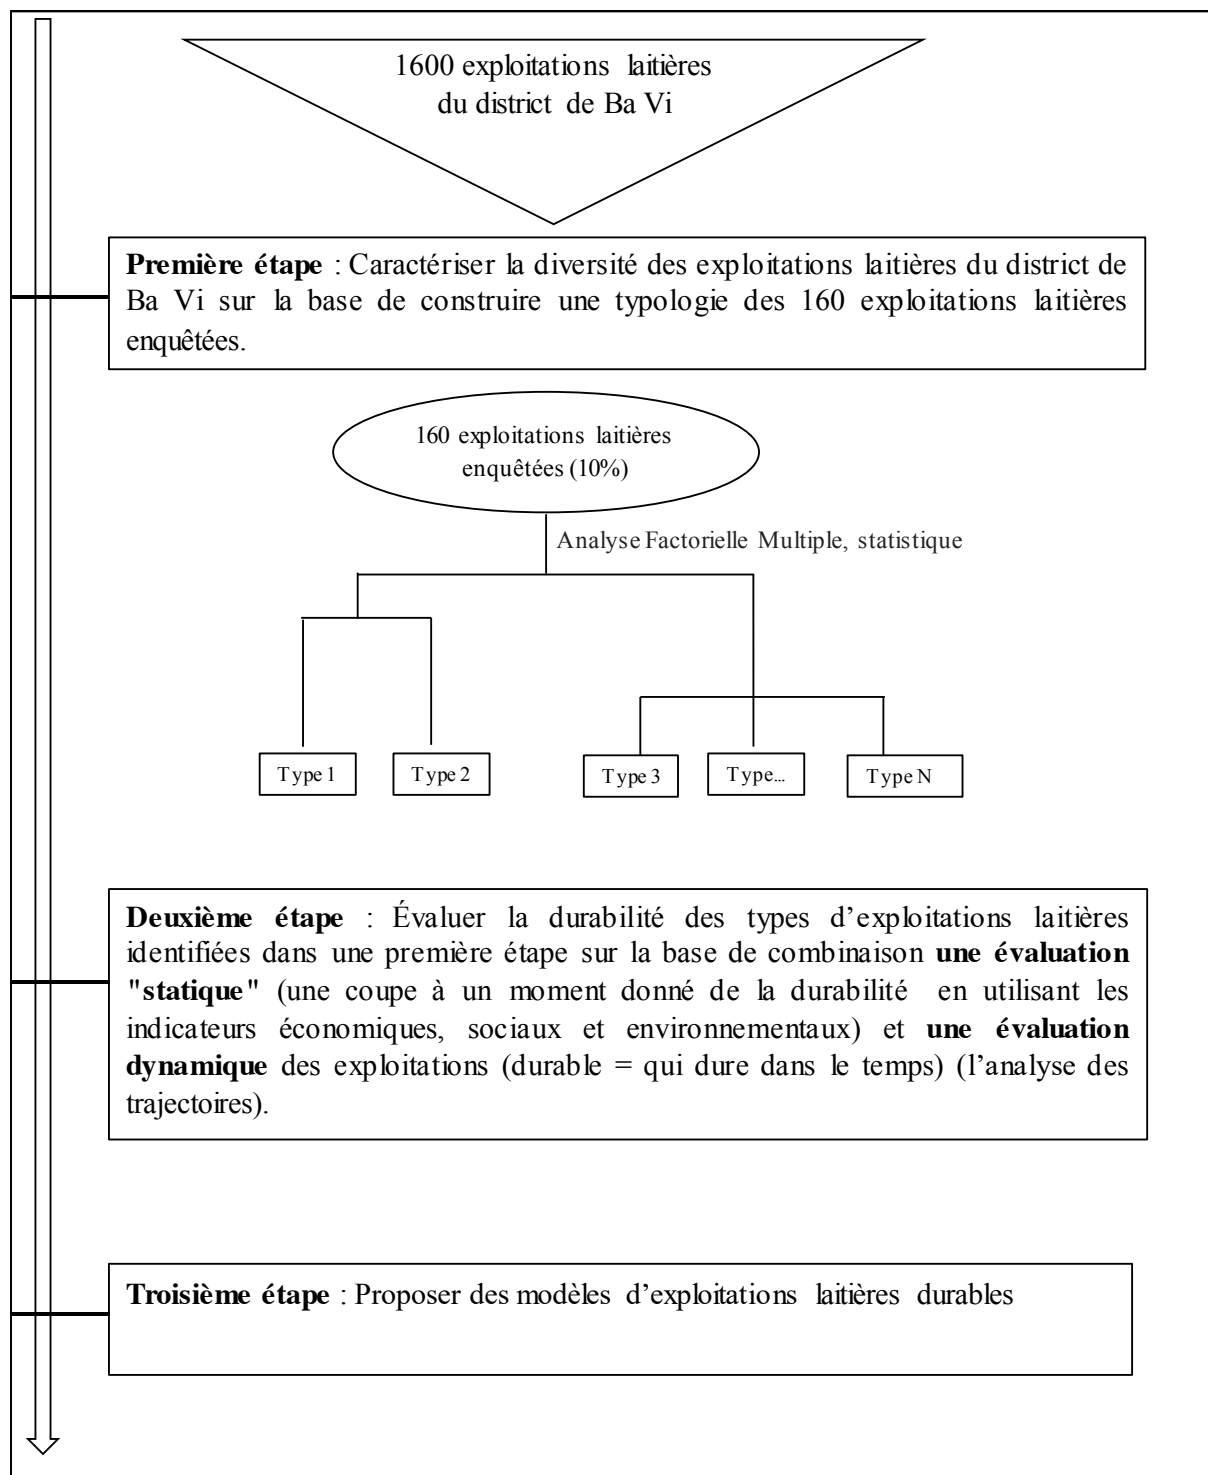 1600 exploitations laitières
du district de Ba Vi
Première étape : Caractériser la diversité des exploitations laitières du district de
Ba Vi sur la base de construire une typologie des 160 exploitations laitières
enquêtées.
160 exploitations laitières
enquêtées (10%)
Analyse Factorielle Multiple, statistique
Type 1
Type 2
Type 3
Type...
Type N
Deuxième étape : Évaluer la durabilité des types d’exploitations laitières
identifiées dans une première étape sur la base de combinaison une évaluation
"statique" (une coupe à un moment donné de la durabilité en utilisant les
indicateurs économiques, sociaux et environnementaux) et une évaluation
dynamique des exploitations (durable = qui dure dans le temps) (l’analyse des
trajectoires).
Troisième étape : Proposer des modèles d’exploitations laitières durables